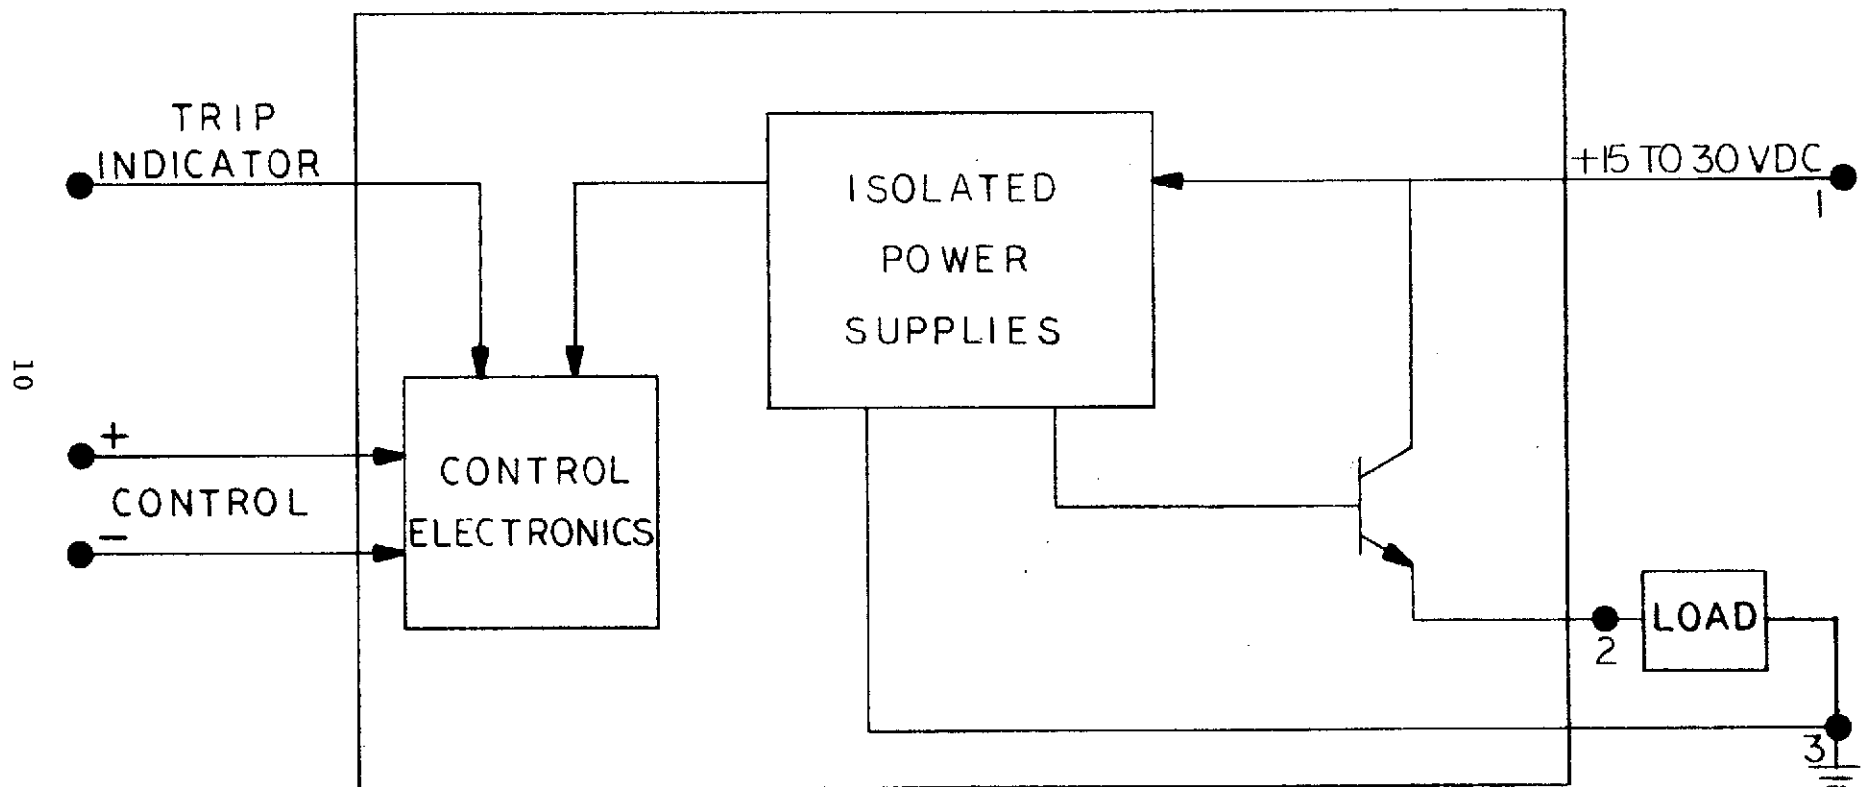 TRIP
INDICATOR
+15 TO 30 VDC
1
ISOLATED
POWER
SUPPLIES
10
+
CONTROL
-
CONTROL
ELECTRONICS
LOAD
2
3